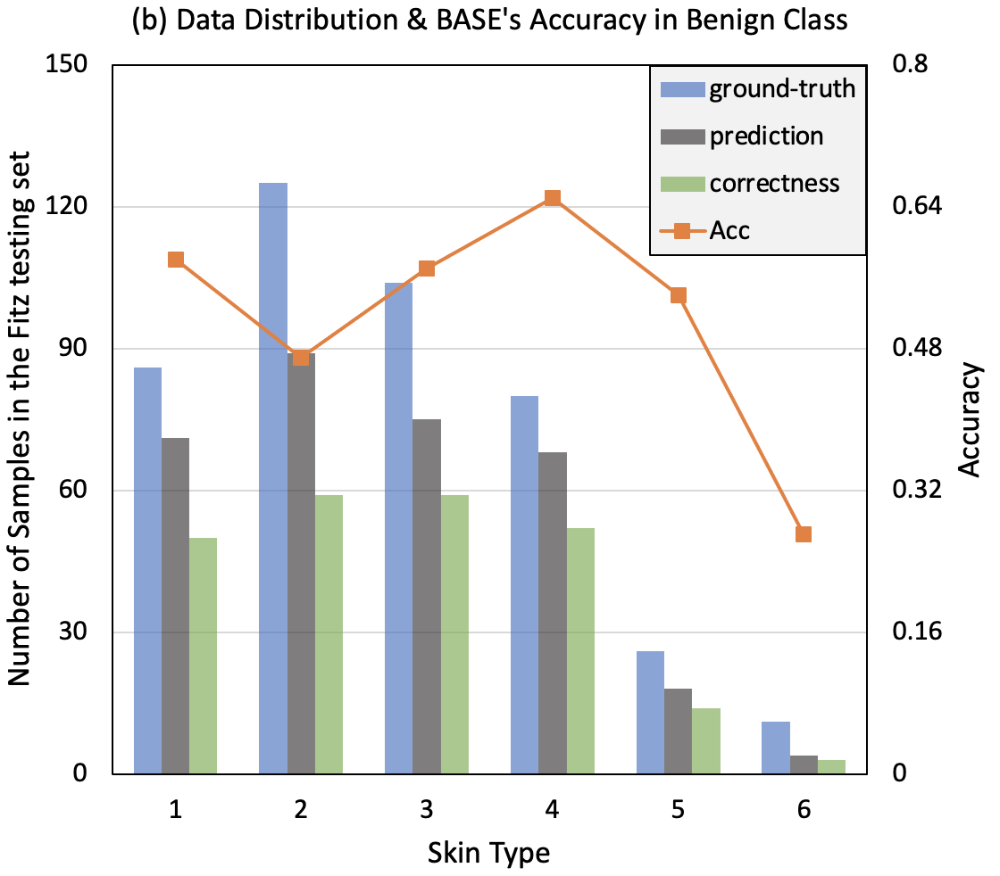 (b) Data Distribution & BASE's Accuracy in Benign Class
Number of Samples in the Fitz testing set
150
120
90
60
30
0
0.8
0.64
0.48
0.32
0.16
0
Accuracy
ground-truth
prediction
correctness
Acc
1 2 3 4 5 6
Skin Type